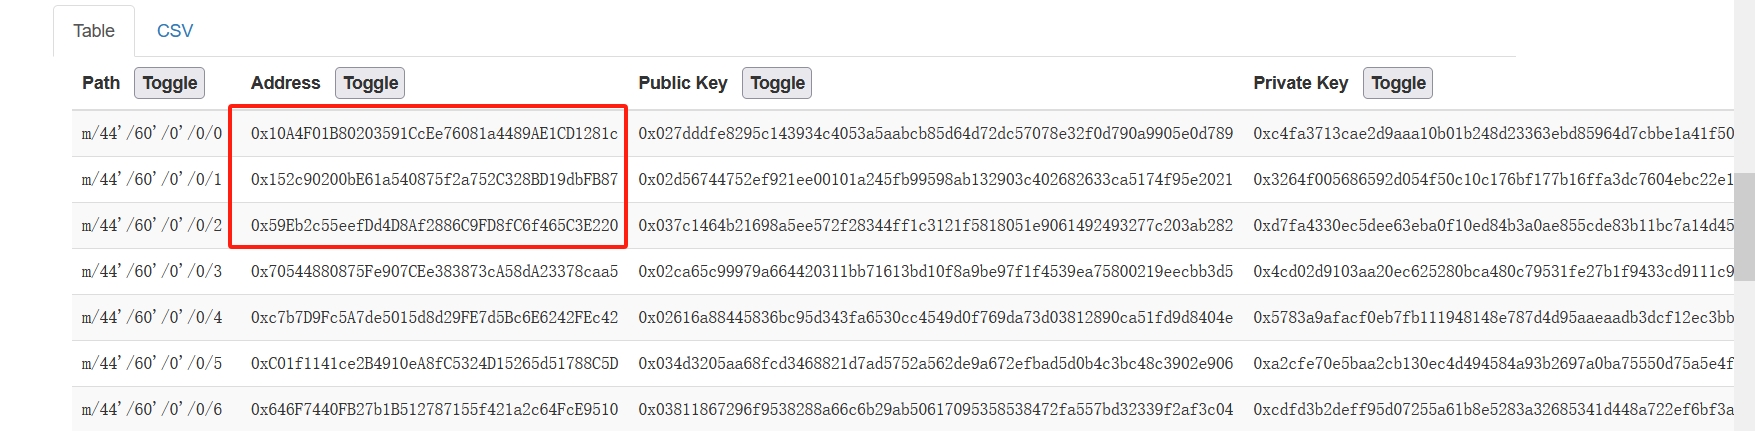 Table CSV
Path Toggle Address Toggle Public Key Toggle Private Key Toggle
m/44'/60'/0'/0/0 0x10A4F01B80203591CcEe76081a4489AE1CD1281c 0x027dddfe8295c143934c4053a5aabcb85d64d72dc57078e32f0d790a9905e0d789 0xc4fa3713cae2d9aaa10b01b248d23363ebd85964d7cbbe1a41f50
m/44'/60'/0'/0/1 0x152c90200bE61a540875f2a752C328BD19dbFB87 0x02d56744752ef921ee00101a245fb99598ab132903c402682633ca5174f95e2021 0x3264f005686592d054f50c10c176bf177b16ffa3dc7604ebc22e1
m/44'/60'/0'/0/2 0x59Eb2c55eefDd4D8Af2886C9FD8fC6f465C3E220 0x037c1464b21698a5ee572f28344ff1c3121f5818051e9061492493277c203ab282 0xd7fa4330ec5dee63eba0f10ed84b3a0ae855cde83b11bc7a14d45
m/44'/60'/0'/0/3 0x70544880875Fe907CEe383873cA58dA23378caa5 0x02ca65c99979a664420311bb71613bd10f8a9be97f1f4539ea75800219eecbb3d5 0x4cd02d9103aa20ec625280bca480c79531fe27b1f9433cd9111c9
m/44'/60'/0'/0/4 0xc7b7D9Fc5A7de5015d8d29FE7d5Bc6E6242FEc42 0x02616a88445836bc95d343fa6530cc4549d0f769da73d03812890ca51fd9d8404e 0x5783a9afacf0eb7fb111948148e787d4d95aaeaadb3dcf12ec3bb
m/44'/60'/0'/0/5 0xC01f1141ce2B4910eA8fC5324D15265d51788C5D 0x034d3205aa68fcd3468821d7ad5752a562de9a672efbad5d0b4c3bc48c3902e906 0xa2cfe70e5baa2cb130ec4d494584a93b2697a0ba75550d75a5e4f
m/44'/60'/0'/0/6 0x646F7440FB27b1B512787155f421a2c64FcE9510 0x03811867296f9538288a66c6b29ab50617095358538472fa557bd32339f2af3c04 0xcdfd3b2deff95d07255a61b8e5283a32685341d448a722ef6bf3a